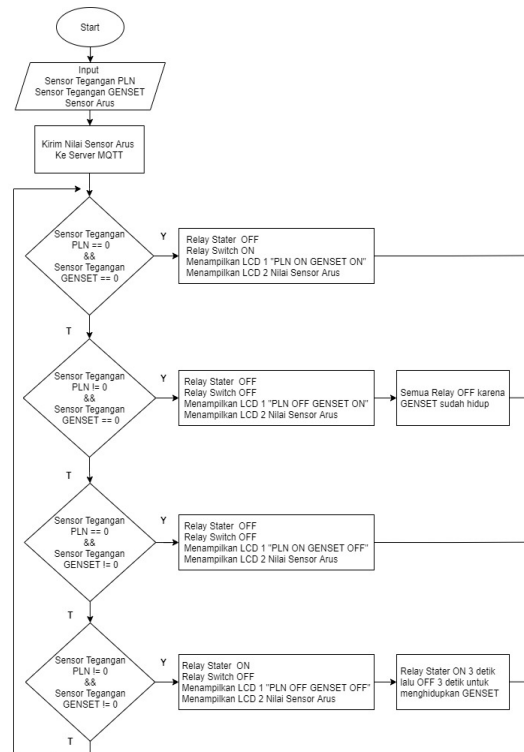 Start
Input
Sensor Tegangan PLN
Sensor Tegangan GENSET
Sensor Arus
Kirim Nilai Sensor Arus
Ke Server MQTT
Sensor Tegangan
PLN == 0
&&
Sensor Tegangan
GENSET == 0
Y
Relay Stater OFF
Relay Switch ON
Menampilkan LCD 1 "PLN ON GENSET ON"
Menampilkan LCD 2 Nilai Sensor Arus
T
Sensor Tegangan
PLN != 0
&&
Sensor Tegangan
GENSET == 0
Y
Relay Stater OFF
Relay Switch OFF
Menampilkan LCD 1 "PLN OFF GENSET ON"
Menampilkan LCD 2 Nilai Sensor Arus
Semua Relay OFF karena
GENSET sudah hidup
T
Sensor Tegangan
PLN == 0
&&
Sensor Tegangan
GENSET != 0
Y
Relay Stater OFF
Relay Switch OFF
Menampilkan LCD 1 "PLN ON GENSET OFF"
Menampilkan LCD 2 Nilai Sensor Arus
T
Sensor Tegangan
PLN != 0
&&
Sensor Tegangan
GENSET != 0
Y
Relay Stater ON
Relay Switch OFF
Menampilkan LCD 1 "PLN OFF GENSET OFF"
Menampilkan LCD 2 Nilai Sensor Arus
Relay Stater ON 3 detik
lalu OFF 3 detik untuk
menghidupkan GENSET
T